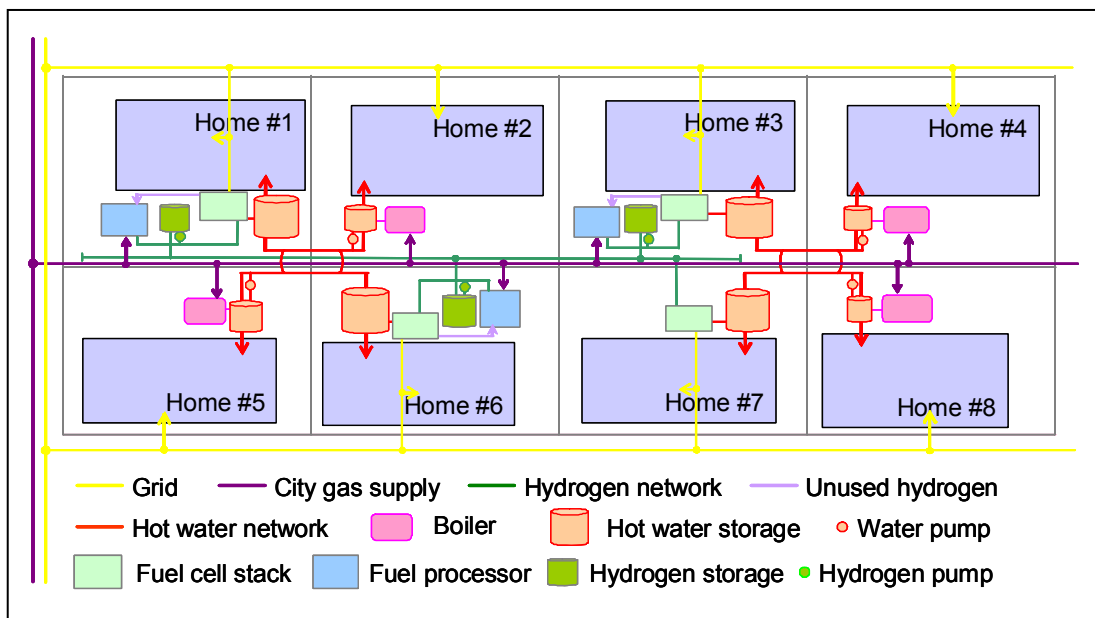 Home #1
Home #2
Home #3
Home #4
Home #5
Home #6
Home #7
Home #8
Grid
City gas supply
Hydrogen network
Unused hydrogen
Hot water network
Boiler
Hot water storage
Water pump
Fuel cell stack
Fuel processor
Hydrogen storage
Hydrogen pump